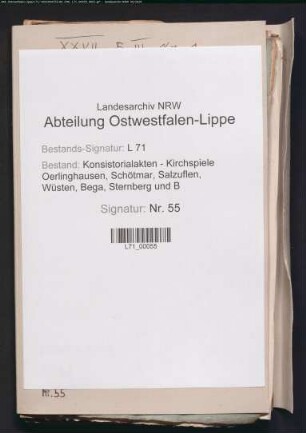 Landesarchiv NRW
Abteilung Ostwestfalen-Lippe
Bestands-Signatur: L 71
Bestand: Konsistorialakten - Kirchspiele
Oerlinghausen, Schötmar, Salzuflen,
Wüsten, Bega, Sternberg und B
Signatur: Nr. 55
L71_00055
Nr. 55